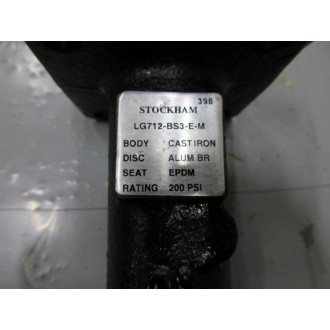 398
STOCKHAM
LG712-BS3-E-M
BODY CAST IRON
DISC ALUM BR
SEAT EPDM
RATING 200 PSI